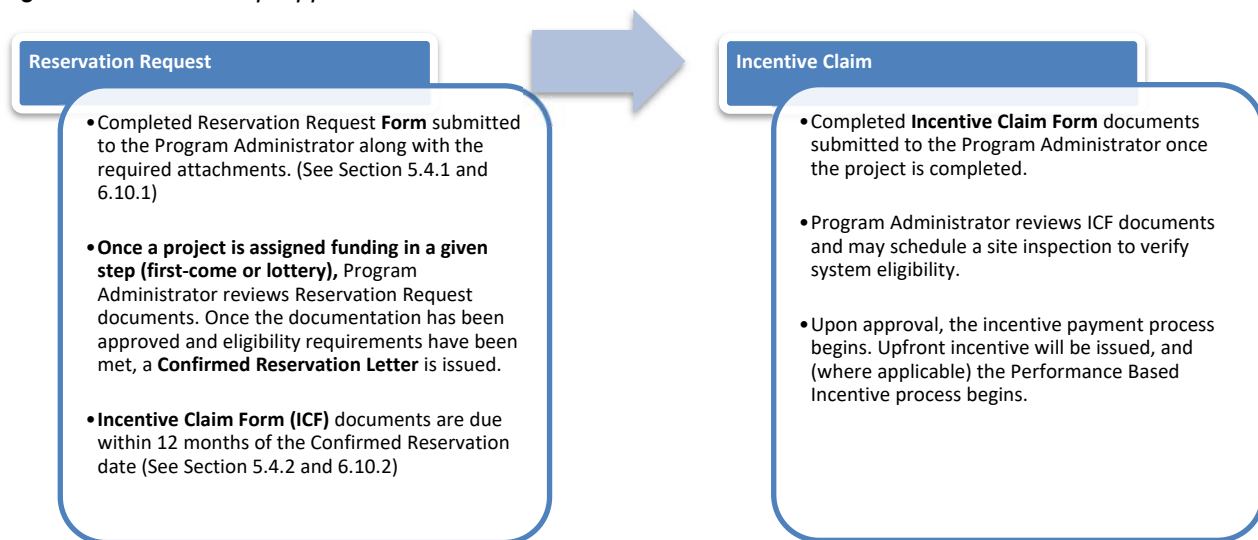 Reservation Request
•Completed Reservation Request Form submitted
to the Program Administrator along with the
required attachments. (See Section 5.4.1 and
6.10.1)
•Once a project is assigned funding in a given
step (first-come or lottery), Program
Administrator reviews Reservation Request
documents. Once the documentation has been
approved and eligibility requirements have been
met, a Confirmed Reservation Letter is issued.
•Incentive Claim Form (ICF) documents are due
within 12 months of the Confirmed Reservation
date (See Section 5.4.2 and 6.10.2)
Incentive Claim
•Completed Incentive Claim Form documents
submitted to the Program Administrator once
the project is completed.
•Program Administrator reviews ICF documents
and may schedule a site inspection to verify
system eligibility.
•Upon approval, the incentive payment process
begins. Upfront incentive will be issued, and
(where applicable) the Performance Based
Incentive process begins.